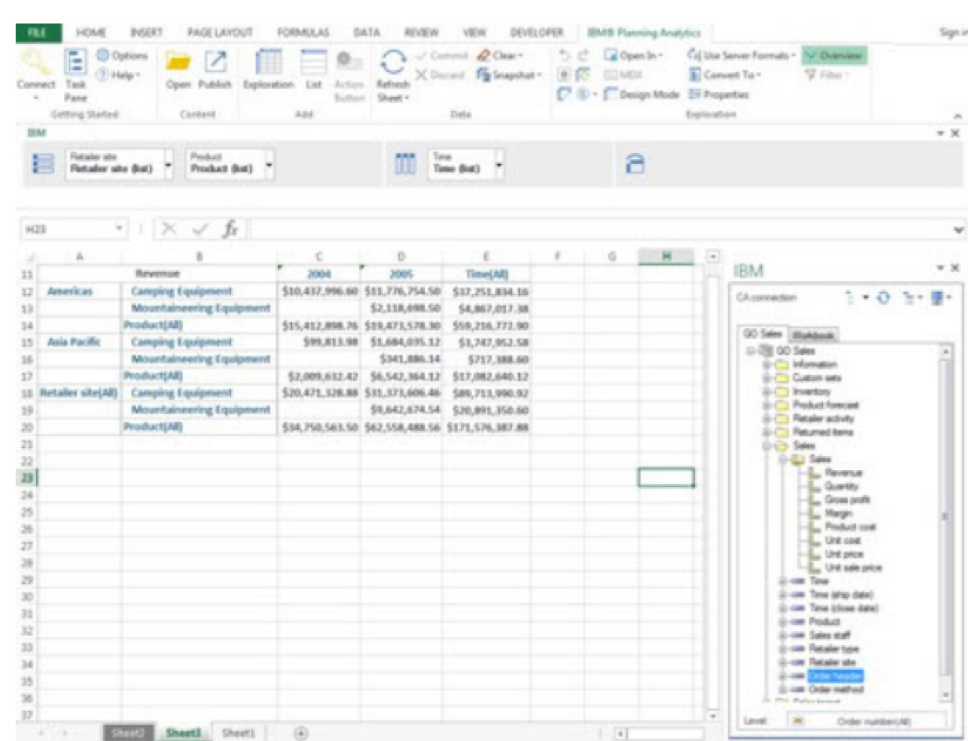 FILE HOME INSERT PAGE LAYOUT FORMULAS DATA REVIEW VIEW DEVELOPER IBM® Planning Analytics Sign in
Connect Task Pane Options Help Open Publish Exploration List Action Button Refresh Sheet Commit Discard Clear Snapshot Open In MDX Design Mode Use Server Formats Convert To Properties Overview Filter
Getting Started Content Add Data Exploration
IBM
Retailer site Product Time
Retailer site (list) Product (list) Time (list)
H23 fx
A B C D E F G H
11 Revenue 2004 2005 Time(All)
12 Americas Camping Equipment $10,437,996.60 $11,776,754.50 $37,251,834.16
13 Mountaineering Equipment $2,118,698.50 $4,867,017.38
14 Product(All) $15,412,898.76 $19,473,578.30 $59,216,772.90
15 Asia Pacific Camping Equipment $99,813.98 $1,684,035.12 $3,747,952.58
16 Mountaineering Equipment $341,886.14 $717,388.60
17 Product(All) $2,009,632.42 $6,542,364.12 $17,082,640.12
18 Retailer site(All) Camping Equipment $20,471,328.88 $31,373,606.46 $89,713,990.92
19 Mountaineering Equipment $9,642,674.54 $20,891,350.60
20 Product(All) $34,750,563.50 $62,558,488.56 $171,576,387.88
21
22
23
24
25
26
27
28
29
30
31
32
33
34
35
36
37
Sheet2 Sheet3 Sheet1
IBM
CA connection
GO Sales Workbook
GO Sales
Information
Custom sets
Inventory
Product forecast
Retailer activity
Returned items
Sales
Sales
Revenue
Quantity
Gross profit
Margin
Product cost
Unit cost
Unit price
Unit sale price
Time
Time (ship date)
Time (close date)
Product
Sales staff
Retailer type
Retailer site
Order header
Order method
Level: Order number(All)